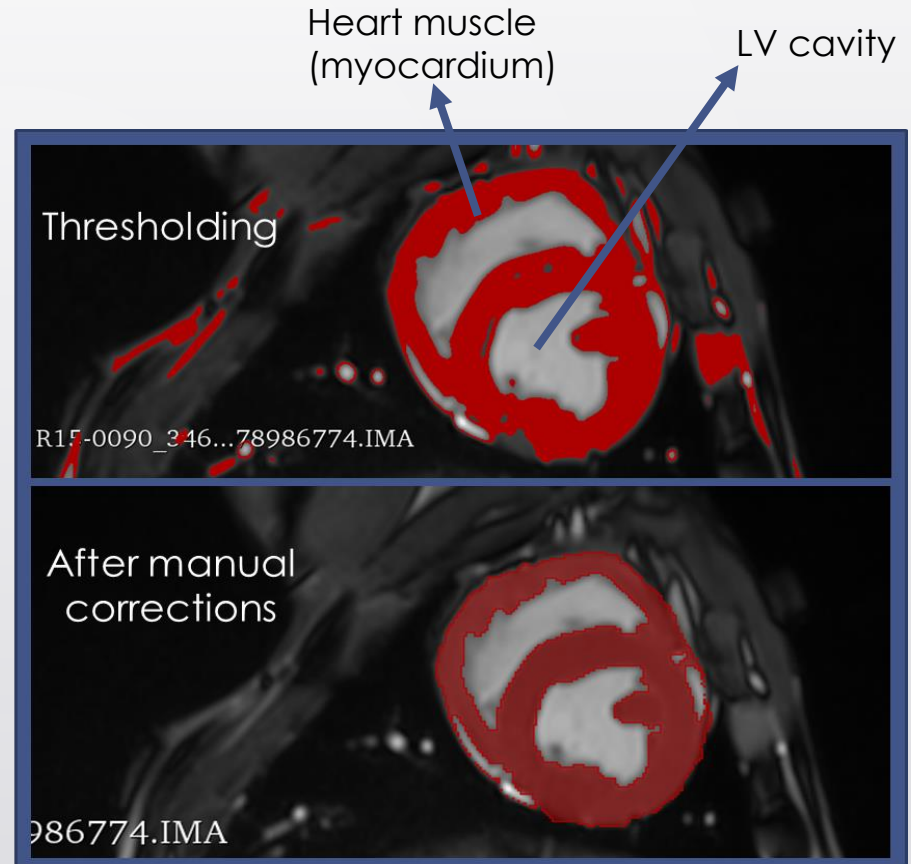 Heart muscle
(myocardium)
LV cavity
Thresholding
R15-0090_346...78986774.IMA
After manual
corrections
986774.IMA